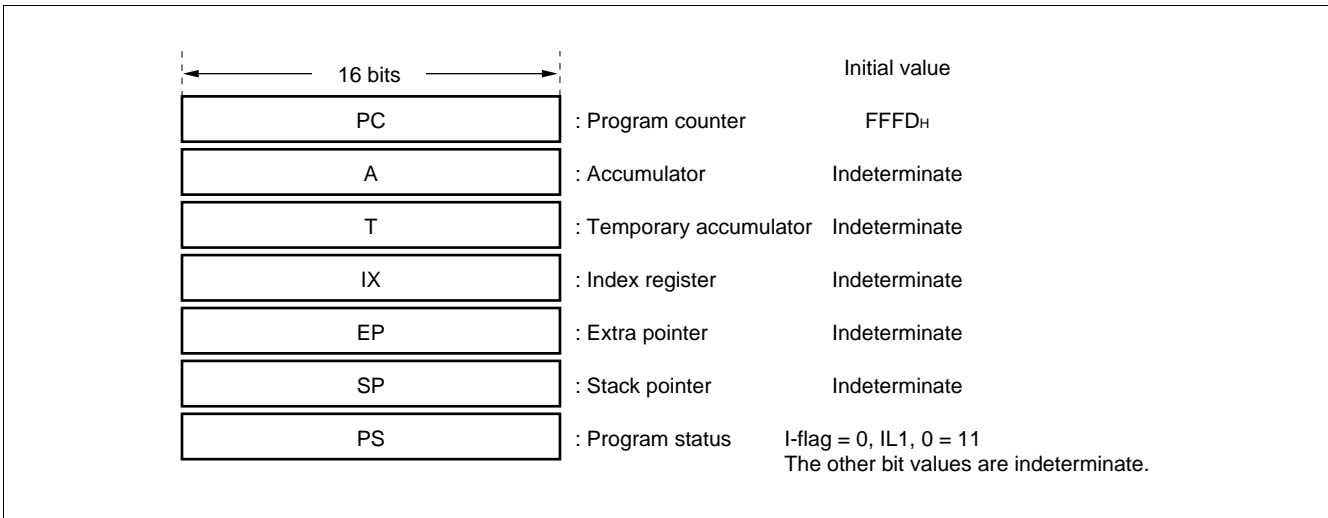 16 bits Initial value
PC : Program counter FFFDH
A : Accumulator Indeterminate
T : Temporary accumulator Indeterminate
IX : Index register Indeterminate
EP : Extra pointer Indeterminate
SP : Stack pointer Indeterminate
PS : Program status I-flag = 0, IL1, 0 = 11
The other bit values are indeterminate.